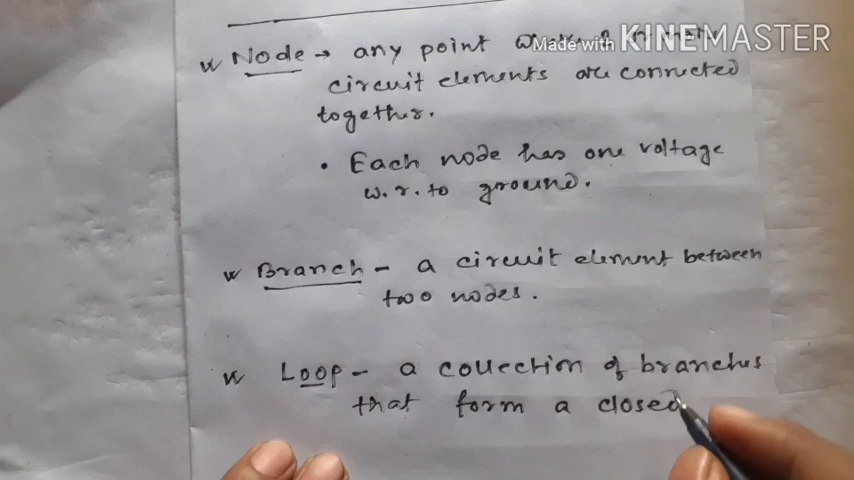 Node → any point where
Made with KINEMASTER
circuit elements are connected
together.
• Each node has one voltage
w.r.to ground.
Branch - a circuit element between
two nodes.
Loop - a collection of branches
that form a closed